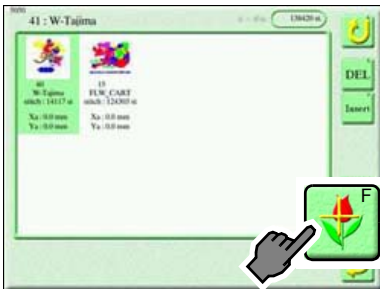 41 : W-Tajima
138420 st.
DEL
Insert
41
W-Tajima
stitch : 14117 st
Xa : 0.0 mm
Ya : 0.0 mm
15
FLW_CART
stitch : 124303 st
Xa : 0.0 mm
Ya : 0.0 mm
F